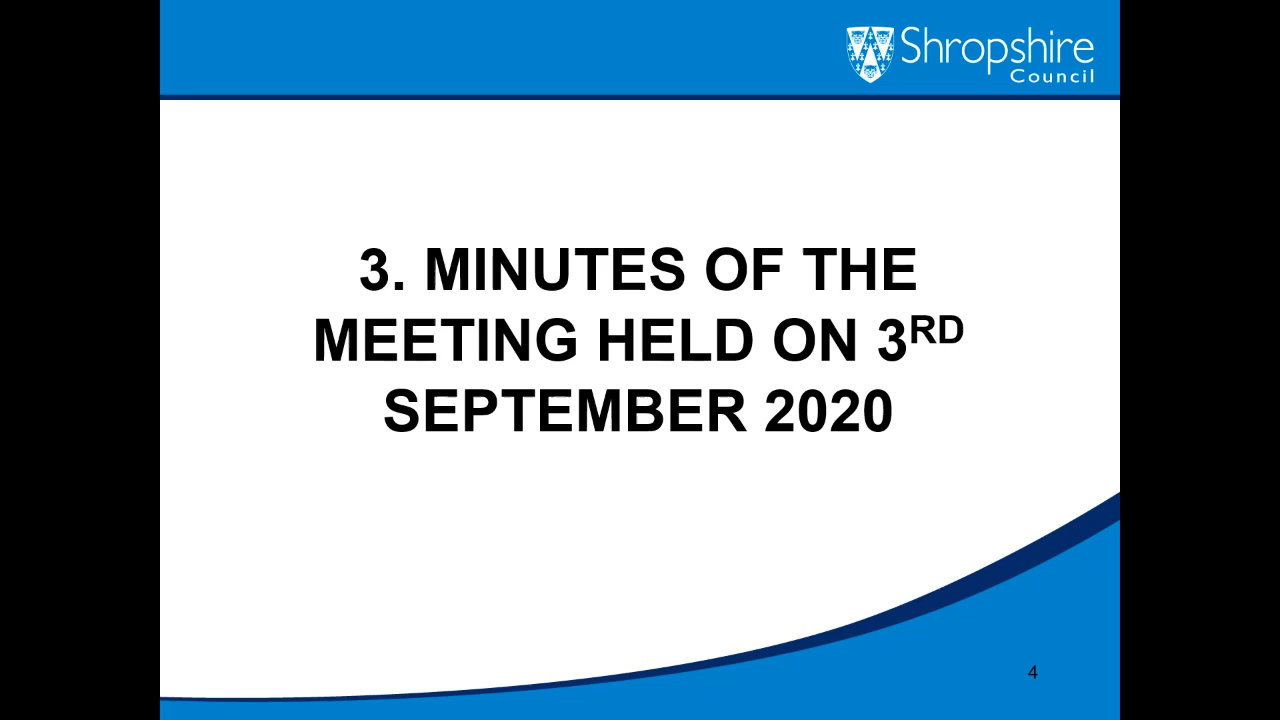 Shropshire
Council
3. MINUTES OF THE
MEETING HELD ON 3RD
SEPTEMBER 2020
4